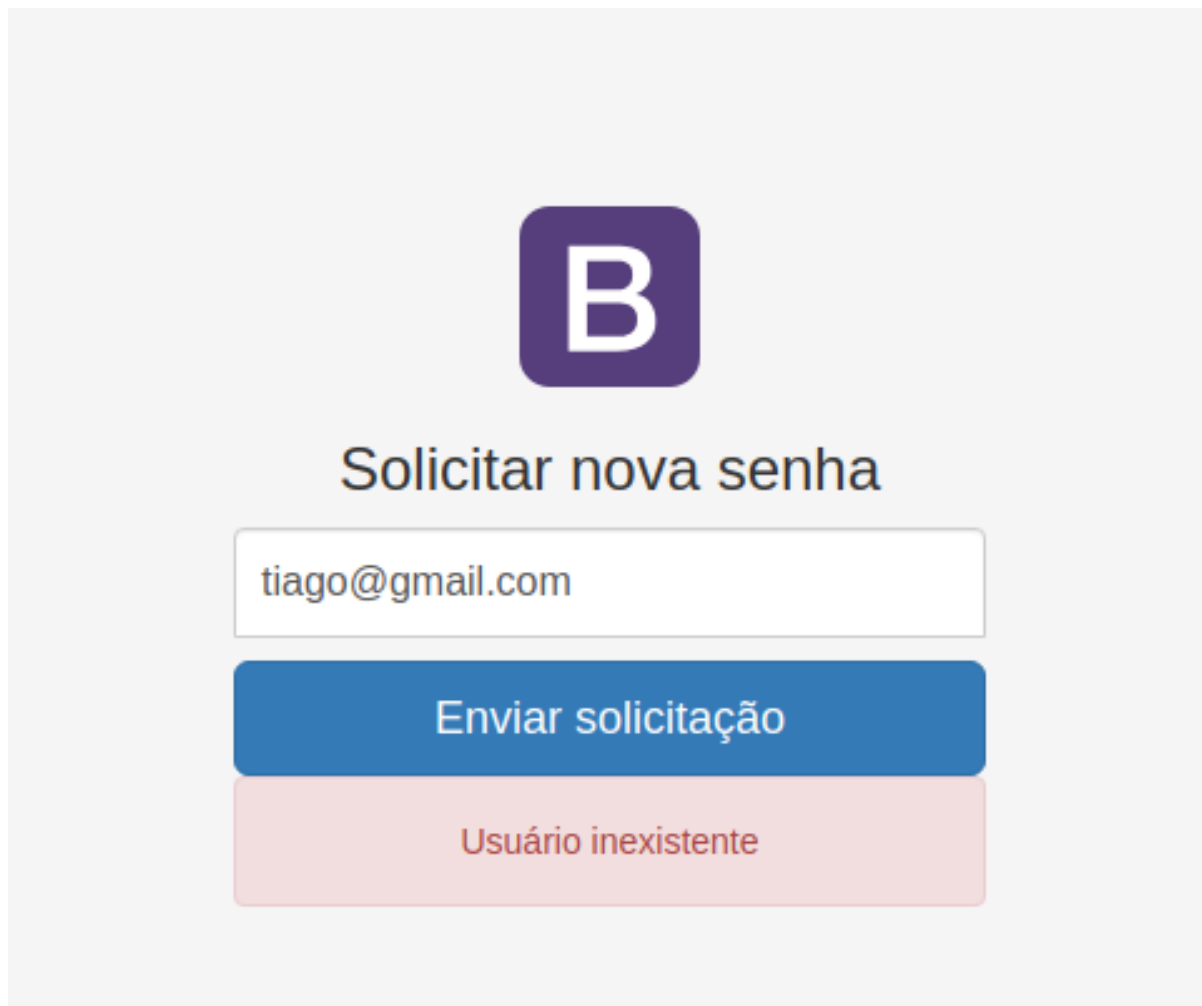 B
Solicitar nova senha
tiago@gmail.com
Enviar solicitação
Usuário inexistente